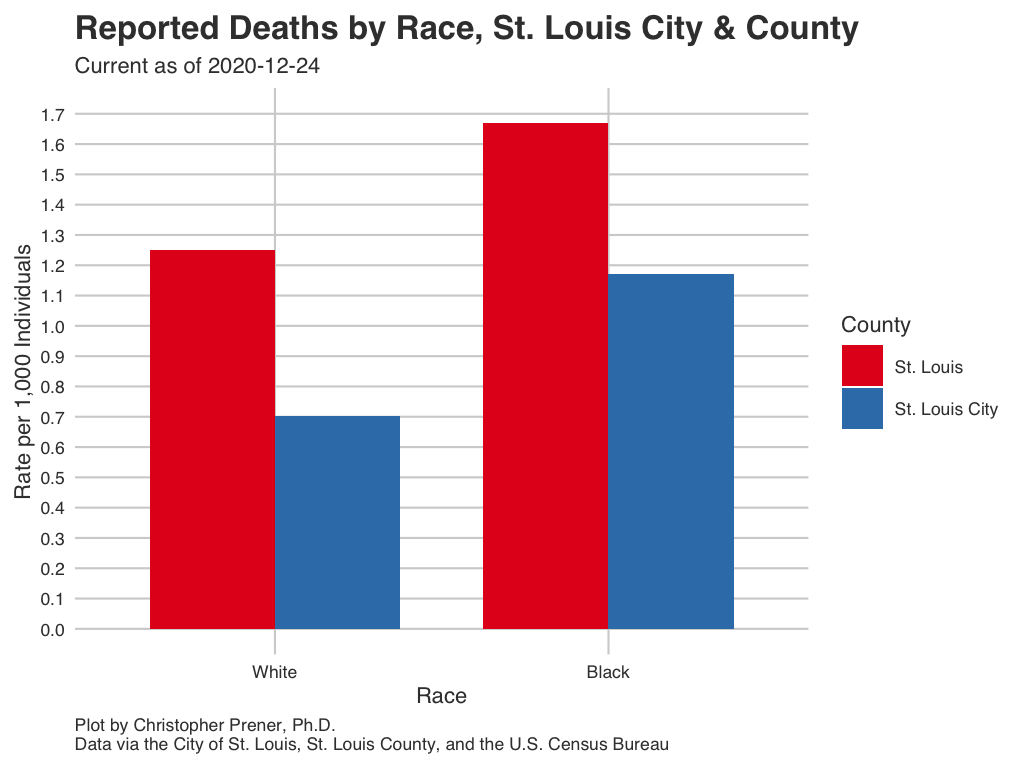 Reported Deaths by Race, St. Louis City & County
Current as of 2020-12-24
Rate per 1,000 Individuals
1.7
1.6
1.5
1.4
1.3
1.2
1.1
1.0
0.9
0.8
0.7
0.6
0.5
0.4
0.3
0.2
0.1
0.0
White
Black
Race
County
St. Louis
St. Louis City
Plot by Christopher Prener, Ph.D.
Data via the City of St. Louis, St. Louis County, and the U.S. Census Bureau